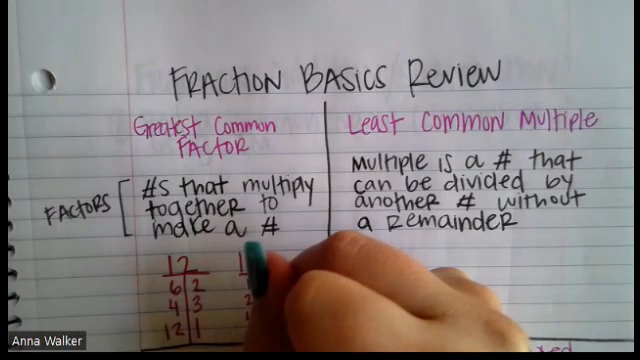 FRACTION BASICS REVIEW
Greatest Common
FACTOR
Least Common Multiple
FACTORS
#s that multiply
together to
make a #
Multiple is a # that
can be divided by
another # without
a remainder
12
6 2
4 3
12 1
Anna Walker